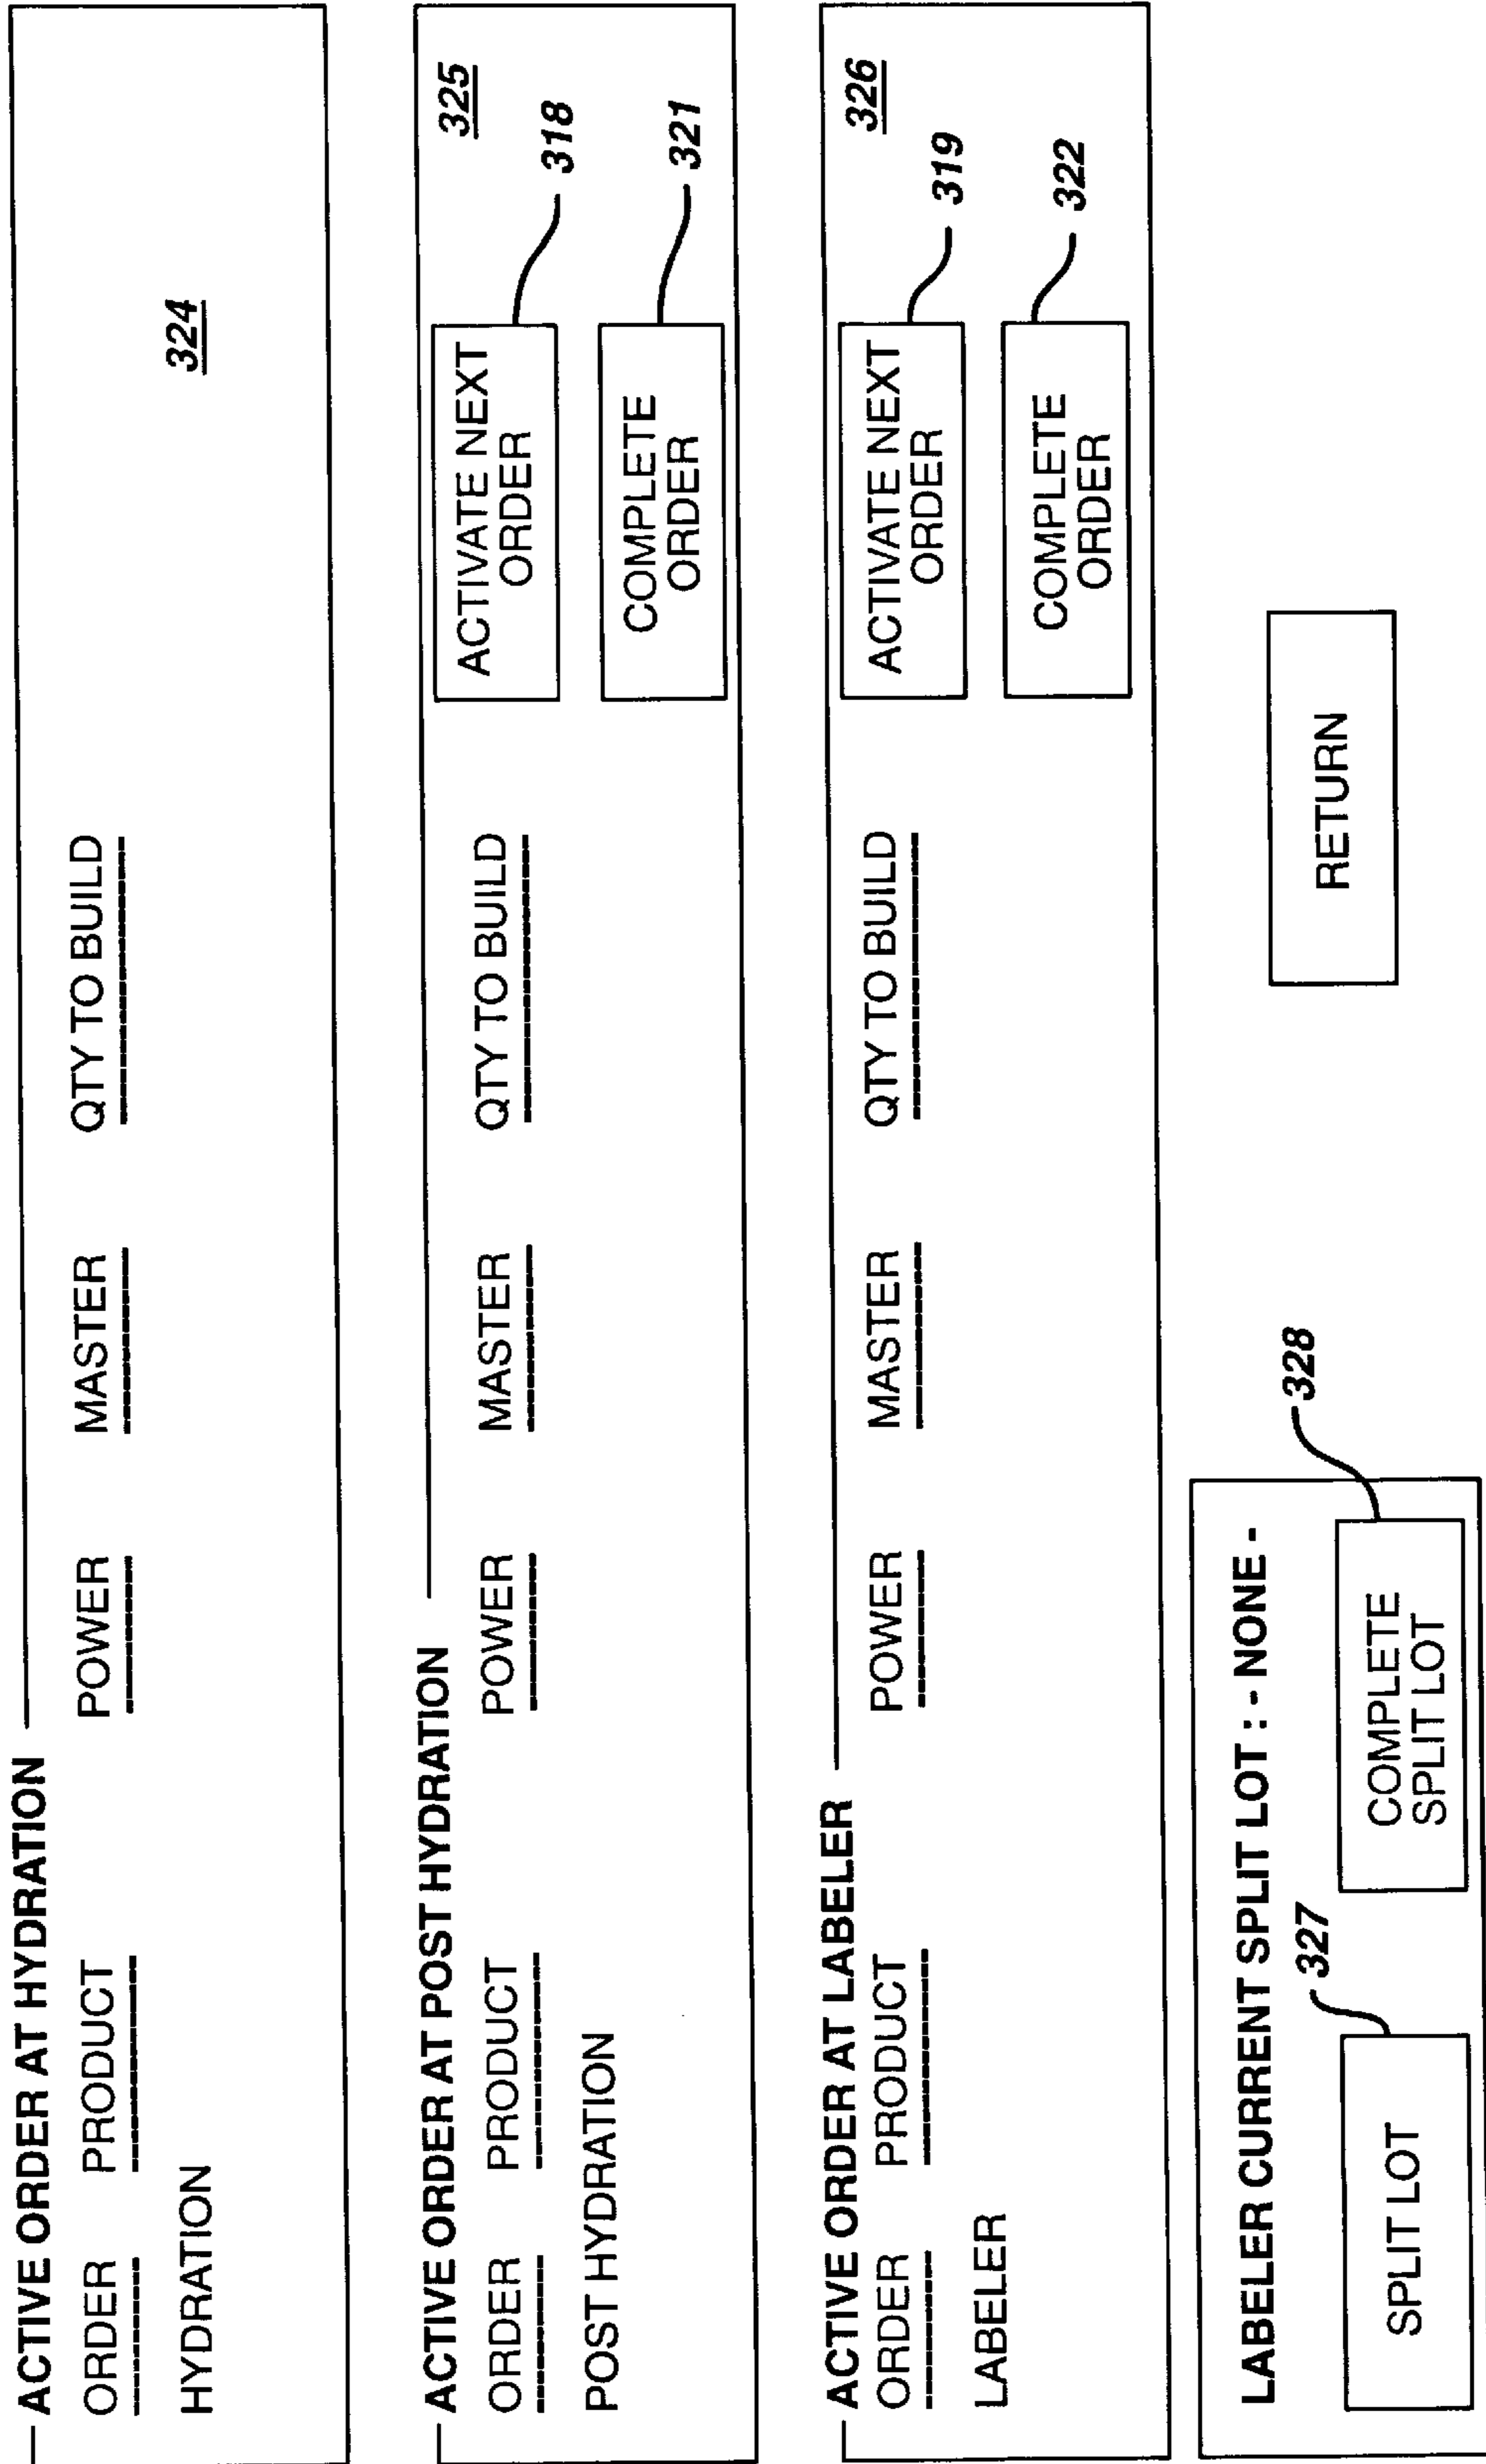 ACTIVE ORDER AT HYDRATION
ORDER PRODUCT POWER MASTER QTY TO BUILD
HYDRATION
324
ACTIVE ORDER AT POST HYDRATION
325
ORDER PRODUCT POWER MASTER QTY TO BUILD
POST HYDRATION
ACTIVATE NEXT
ORDER
318
COMPLETE
ORDER
321
ACTIVE ORDER AT LABELER
326
ORDER PRODUCT POWER MASTER QTY TO BUILD
LABELER
ACTIVATE NEXT
ORDER
319
COMPLETE
ORDER
322
LABELER CURRENT SPLIT LOT : - NONE -
327
SPLIT LOT
328
COMPLETE
SPLIT LOT
RETURN